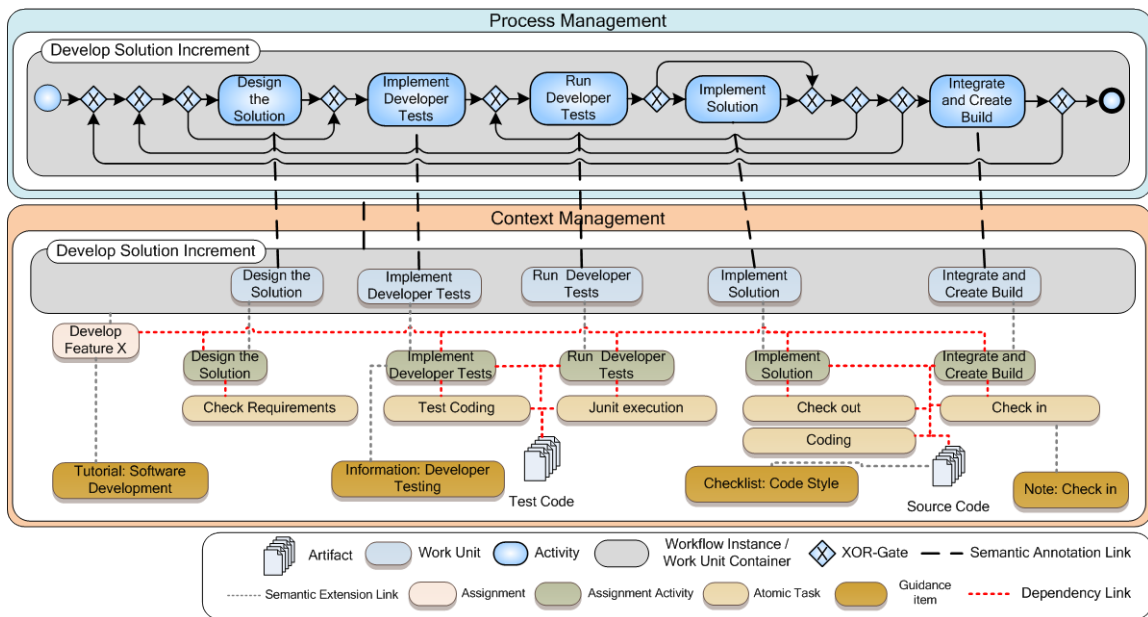 Process Management
Develop Solution Increment
Design
the
Solution
Implement
Developer
Tests
Run
Developer
Tests
Implement
Solution
Integrate
and Create
Build
X
X
X
X
X
X
X
X
X
X
Context Management
Develop Solution Increment
Design the
Solution
Implement
Developer Tests
Run Developer
Tests
Implement
Solution
Integrate and
Create Build
Develop
Feature X
Design the
Solution
Implement
Developer Tests
Run Developer
Tests
Implement
Solution
Integrate and
Create Build
Check Requirements
Test Coding
Junit execution
Check out
Check in
Coding
Tutorial: Software
Development
Information: Developer
Testing
Test Code
Checklist: Code Style
Source Code
Note: Check in
Artifact
Work Unit
Activity
Workflow Instance /
Work Unit Container
X
XOR-Gate
Semantic Annotation Link
Semantic Extension Link
Assignment
Assignment Activity
Atomic Task
Guidance
item
Dependency Link